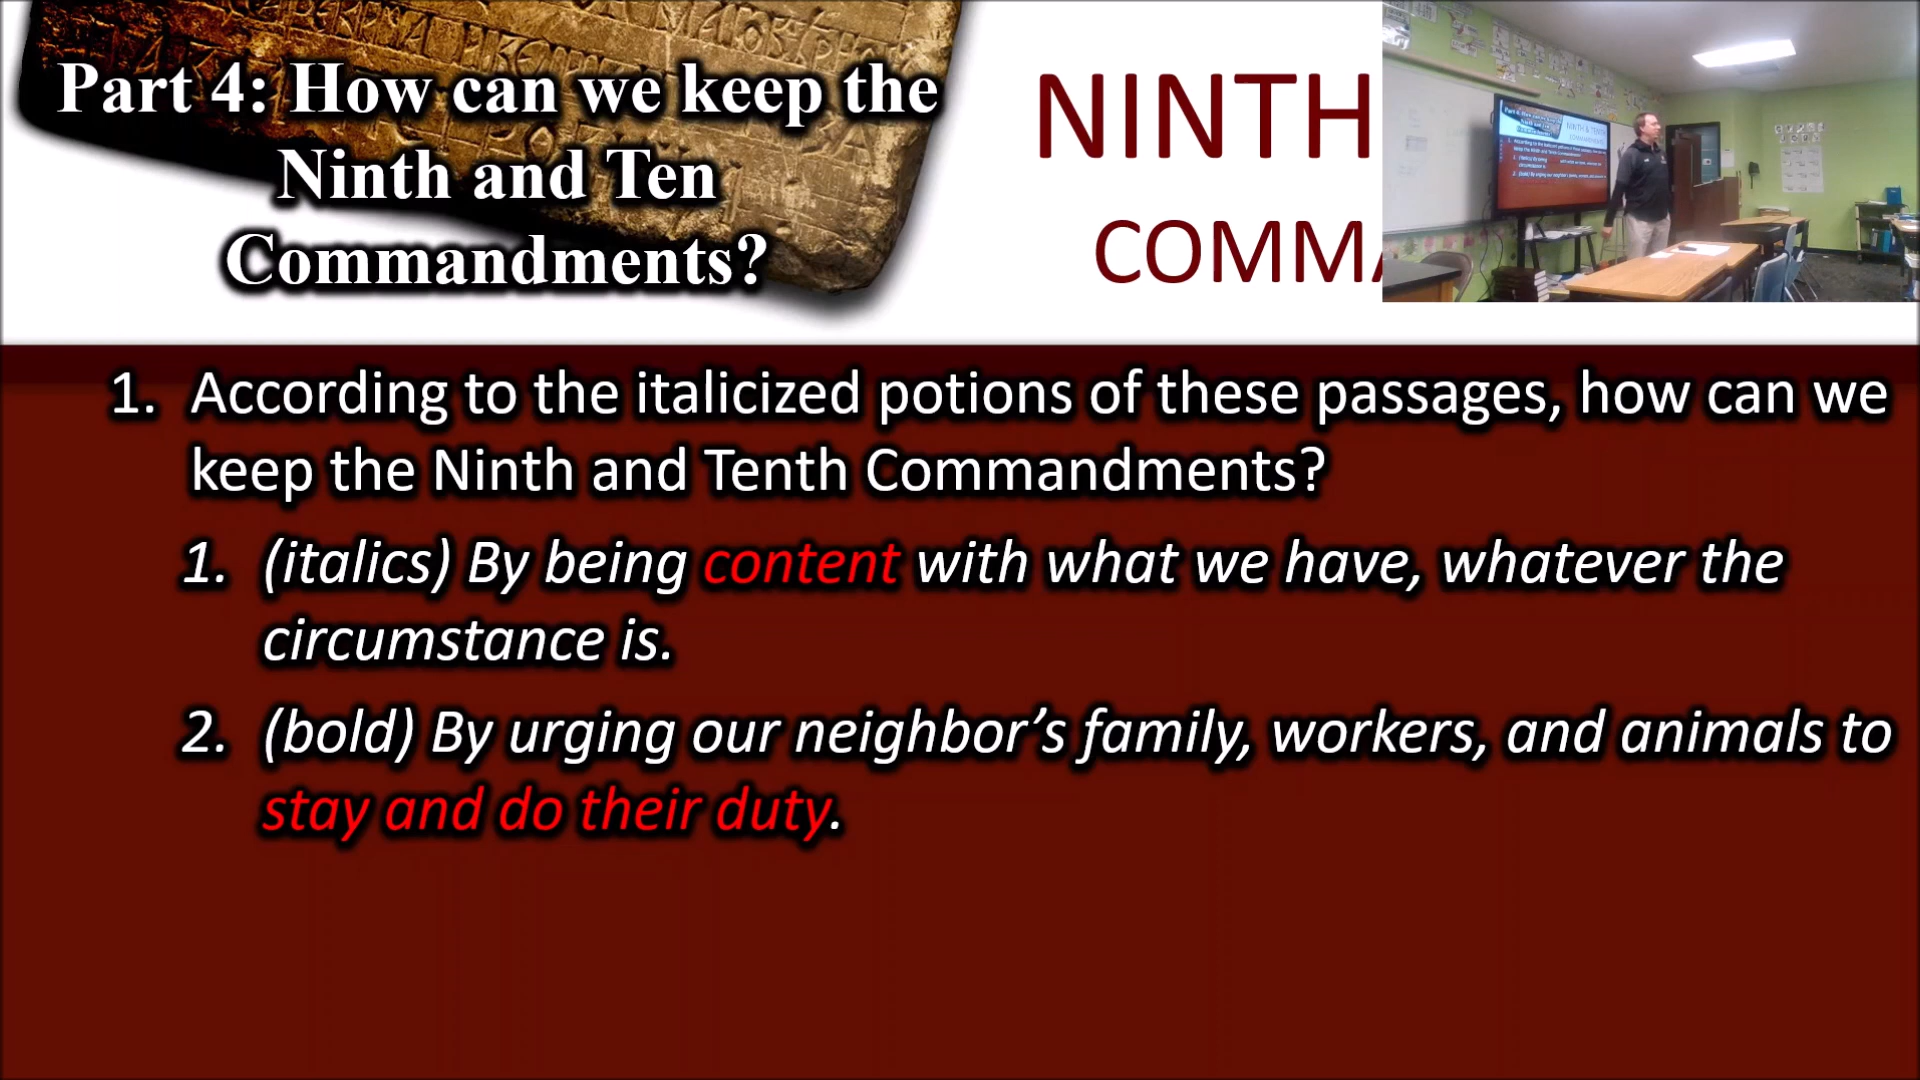 Part 4: How can we keep the
Ninth and Ten
Commandments?
NINTH
COMMA
1. According to the italicized potions of these passages, how can we
keep the Ninth and Tenth Commandments?
1. (italics) By being content with what we have, whatever the
circumstance is.
2. (bold) By urging our neighbor’s family, workers, and animals to
stay and do their duty.
NINTH & TENTH